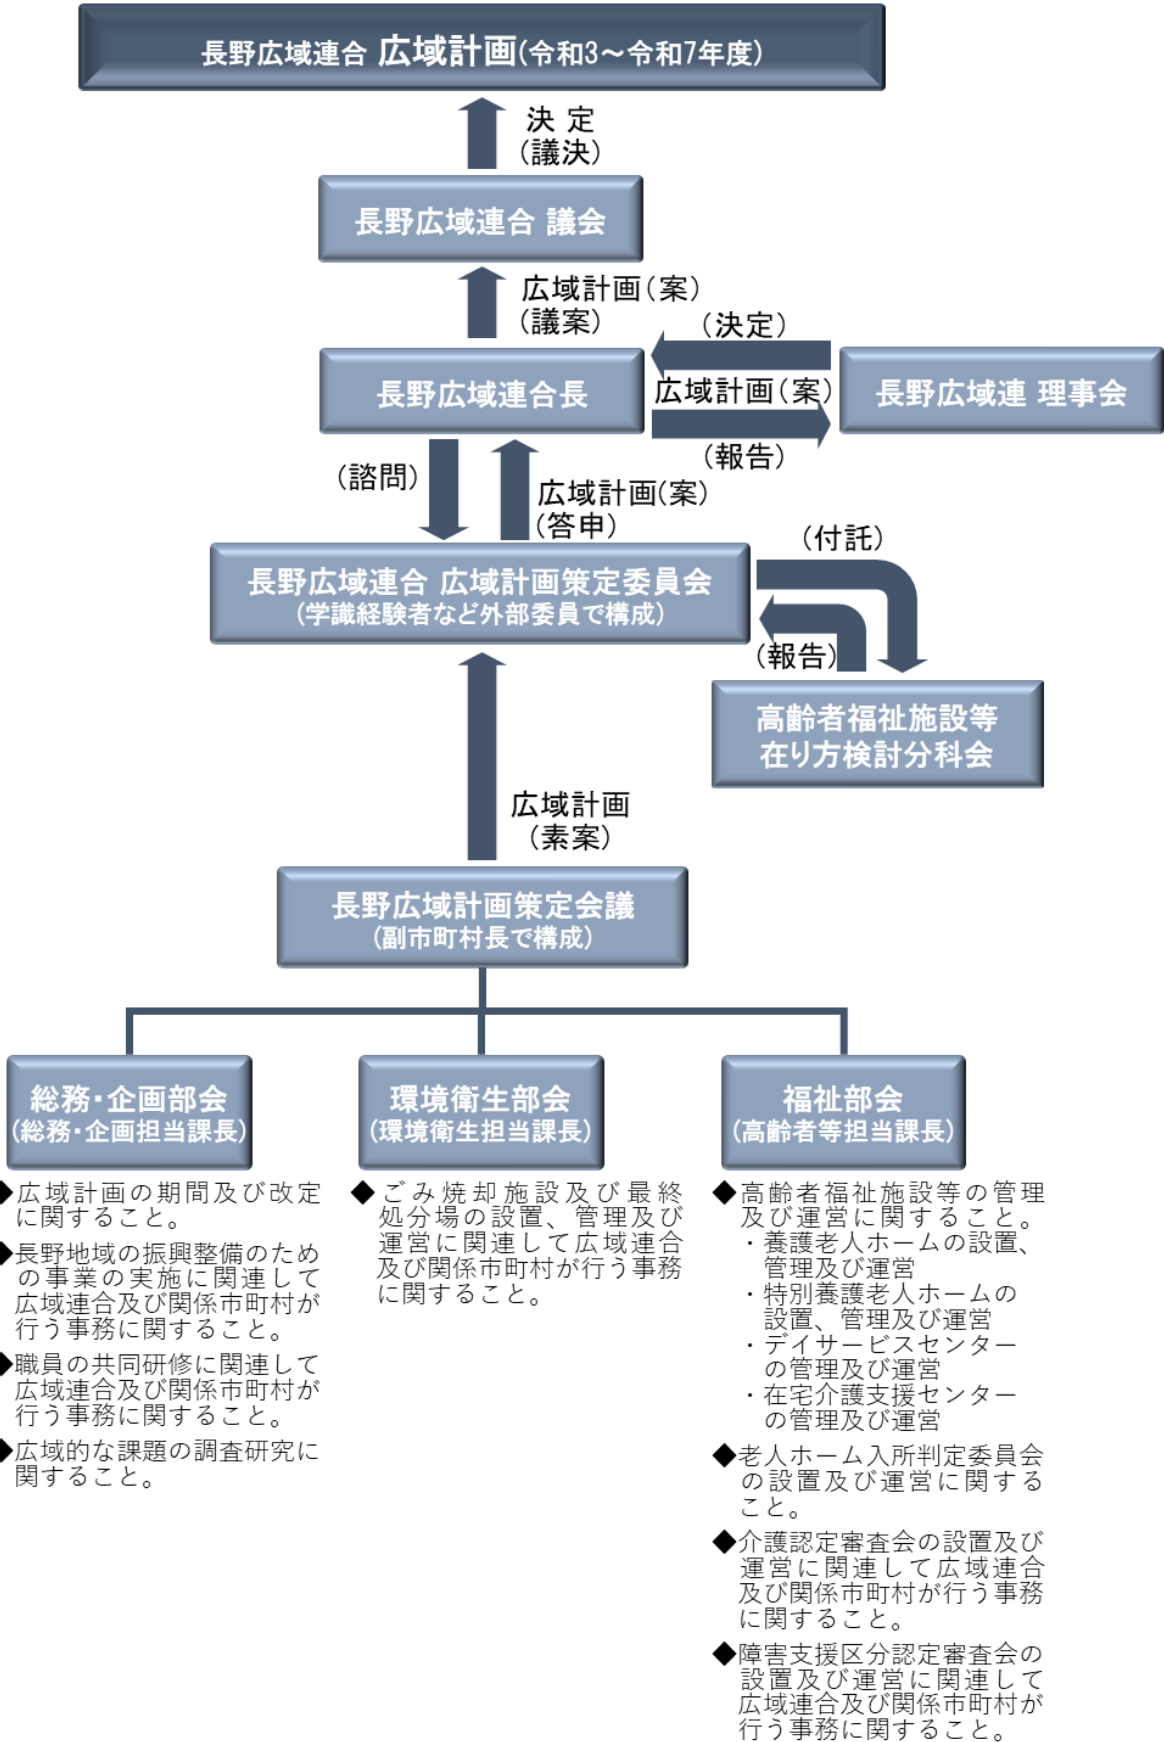 長野広域連合 広域計画(令和3～令和7年度)
決 定
(議決)
長野広域連合 議会
広域計画(案)
(議案)
(決定)
長野広域連合長
広域計画(案)
長野広域連 理事会
(報告)
(諮問)
広域計画(案)
(答申)
(付託)
長野広域連合 広域計画策定委員会
(学識経験者など外部委員で構成)
(報告)
高齢者福祉施設等
在り方検討分科会
広域計画
(素案)
長野広域計画策定会議
(副市町村長で構成)
総務・企画部会
(総務・企画担当課長)
◆広域計画の期間及び改定
に関すること。
◆長野地域の振興整備のため
の事業の実施に関連して
広域連合及び関係市町村が
行う事務に関すること。
◆職員の共同研修に関連して
広域連合及び関係市町村が
行う事務に関すること。
◆広域的な課題の調査研究に
関すること。
環境衛生部会
(環境衛生担当課長)
◆ごみ焼却施設及び最終
処分場の設置、管理及び
運営に関連して広域連合
及び関係市町村が行う事務
に関すること。
福祉部会
(高齢者等担当課長)
◆高齢者福祉施設等の管理
及び運営に関すること。
・養護老人ホームの設置、
管理及び運営
・特別養護老人ホームの
設置、管理及び運営
・デイサービスセンター
の管理及び運営
・在宅介護支援センター
の管理及び運営
◆老人ホーム入所判定委員会
の設置及び運営に関する
こと。
◆介護認定審査会の設置及び
運営に関連して広域連合
及び関係市町村が行う事務
に関すること。
◆障害支援区分認定審査会の
設置及び運営に関連して
広域連合及び関係市町村が
行う事務に関すること。